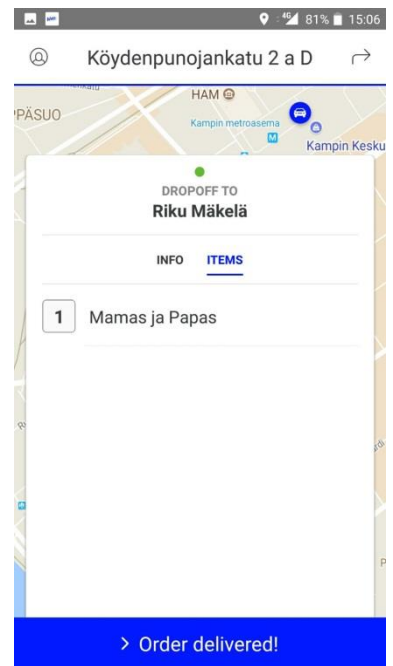 46 81% 15:06
Köydenpunojankatu 2 a D
HAM
PÄSUO
Kampin metroasema
M
Kampin Kesku
DROPOFF TO
Riku Mäkelä
INFO ITEMS
1 Mamas ja Papas
> Order delivered!